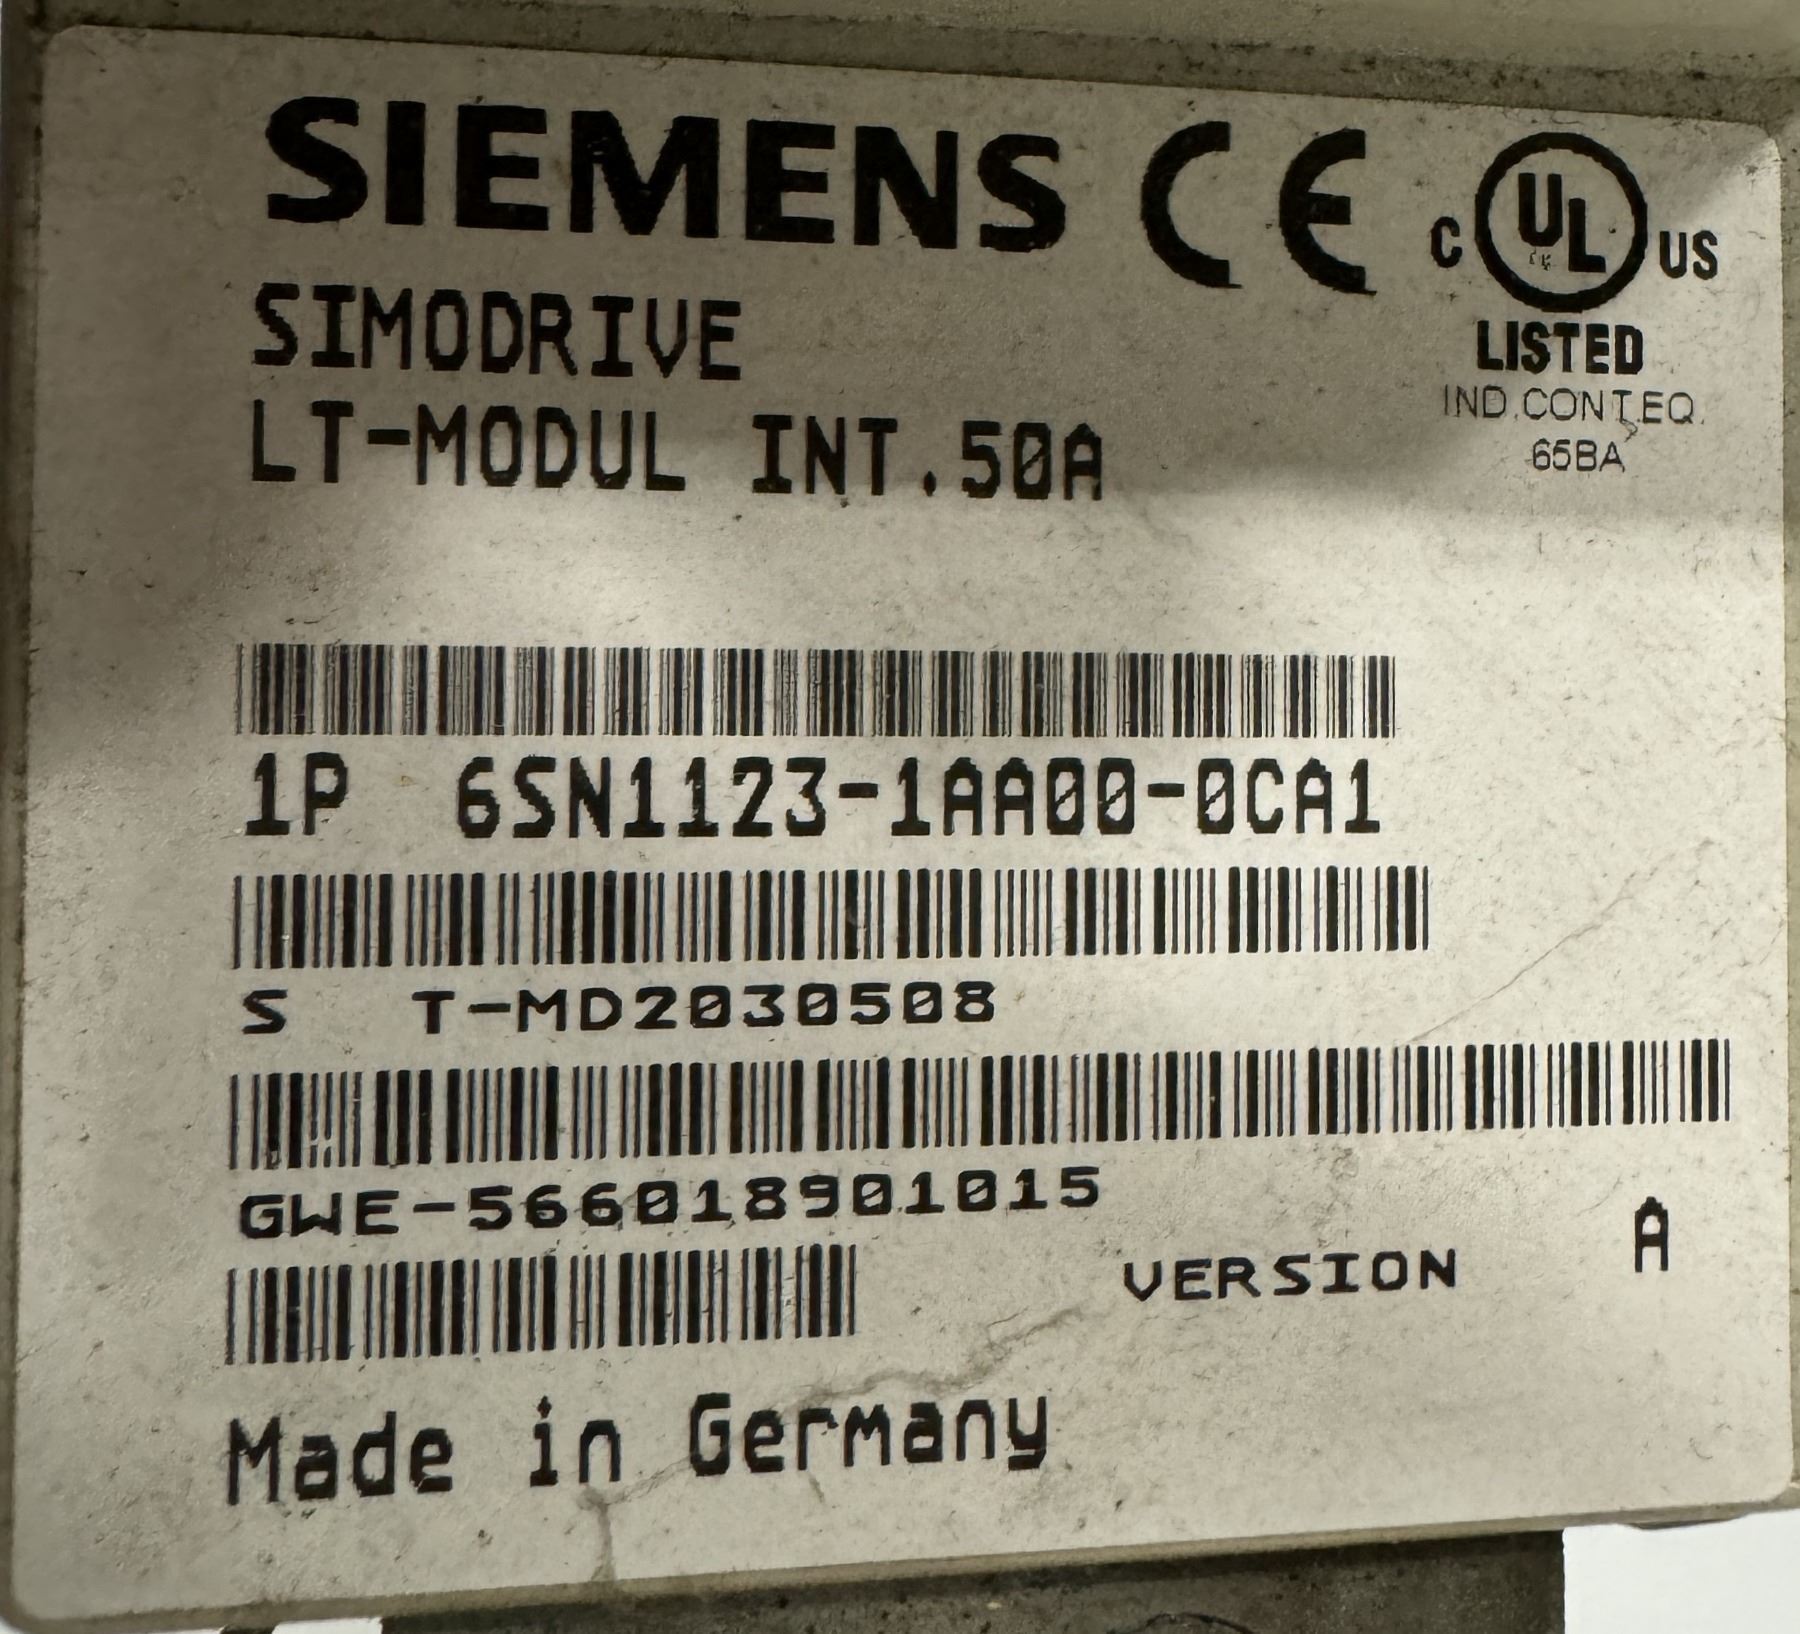 SIEMENS CE
C UL US
LISTED
IND.CONT.EQ.
65BA
SIMODRIVE
LT-MODUL INT.50A
1P 6SN1123-1AA00-0CA1
S T-MD2030508
GWE-566018901015
VERSION A
Made in Germany